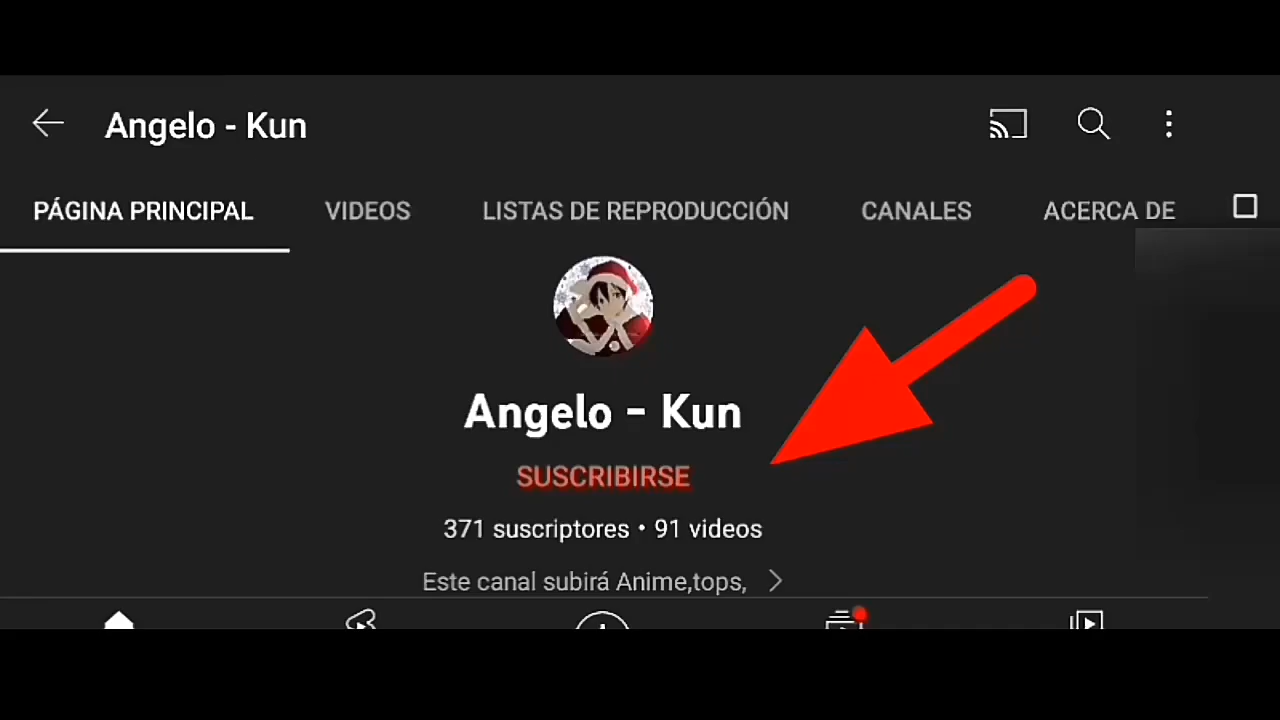 Angelo - Kun
PÁGINA PRINCIPAL VIDEOS LISTAS DE REPRODUCCIÓN CANALES ACERCA DE
Angelo - Kun
SUSCRIBIRSE
371 suscriptores • 91 videos
Este canal subirá Anime,tops,